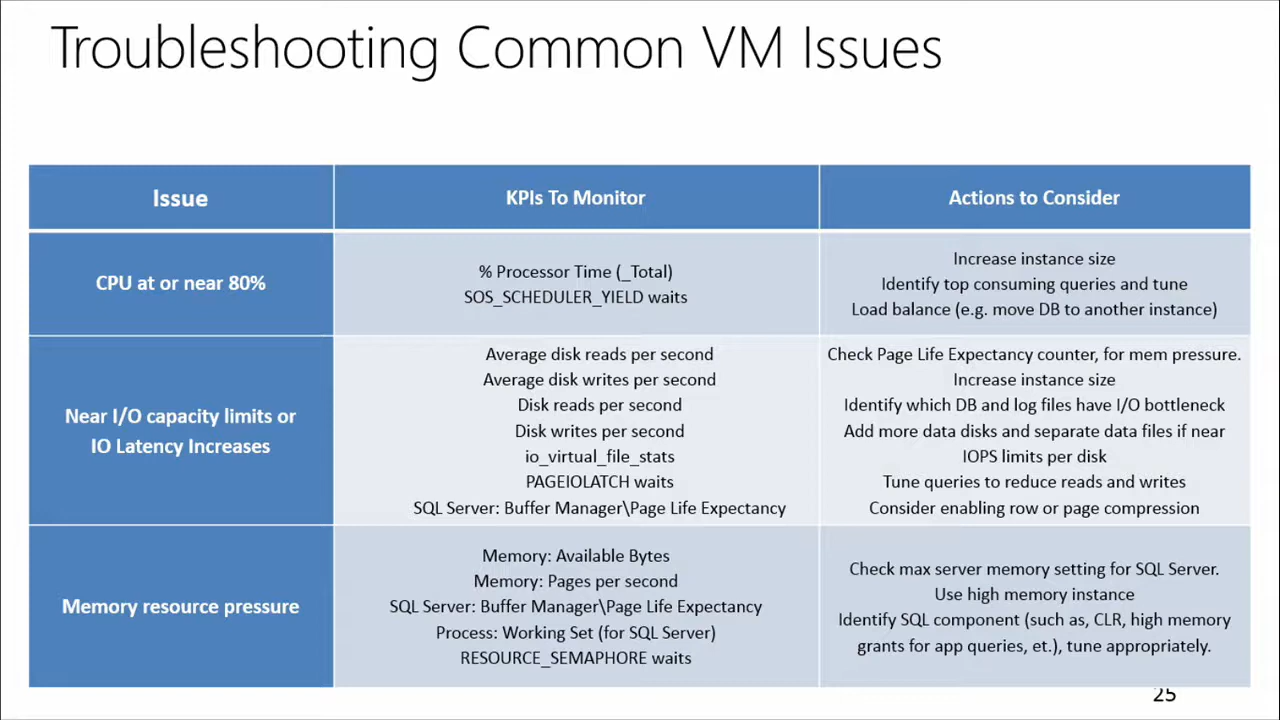 Troubleshooting Common VM Issues
Issue
KPIs To Monitor
Actions to Consider
CPU at or near 80%
% Processor Time (_Total)
SOS_SCHEDULER_YIELD waits
Increase instance size
Identify top consuming queries and tune
Load balance (e.g. move DB to another instance)
Near I/O capacity limits or
IO Latency Increases
Average disk reads per second
Average disk writes per second
Disk reads per second
Disk writes per second
io_virtual_file_stats
PAGEIOLATCH waits
SQL Server: Buffer Manager\Page Life Expectancy
Check Page Life Expectancy counter, for mem pressure.
Increase instance size
Identify which DB and log files have I/O bottleneck
Add more data disks and separate data files if near
IOPS limits per disk
Tune queries to reduce reads and writes
Consider enabling row or page compression
Memory resource pressure
Memory: Available Bytes
Memory: Pages per second
SQL Server: Buffer Manager\Page Life Expectancy
Process: Working Set (for SQL Server)
RESOURCE_SEMAPHORE waits
Check max server memory setting for SQL Server.
Use high memory instance
Identify SQL component (such as, CLR, high memory
grants for app queries, et.), tune appropriately.
25